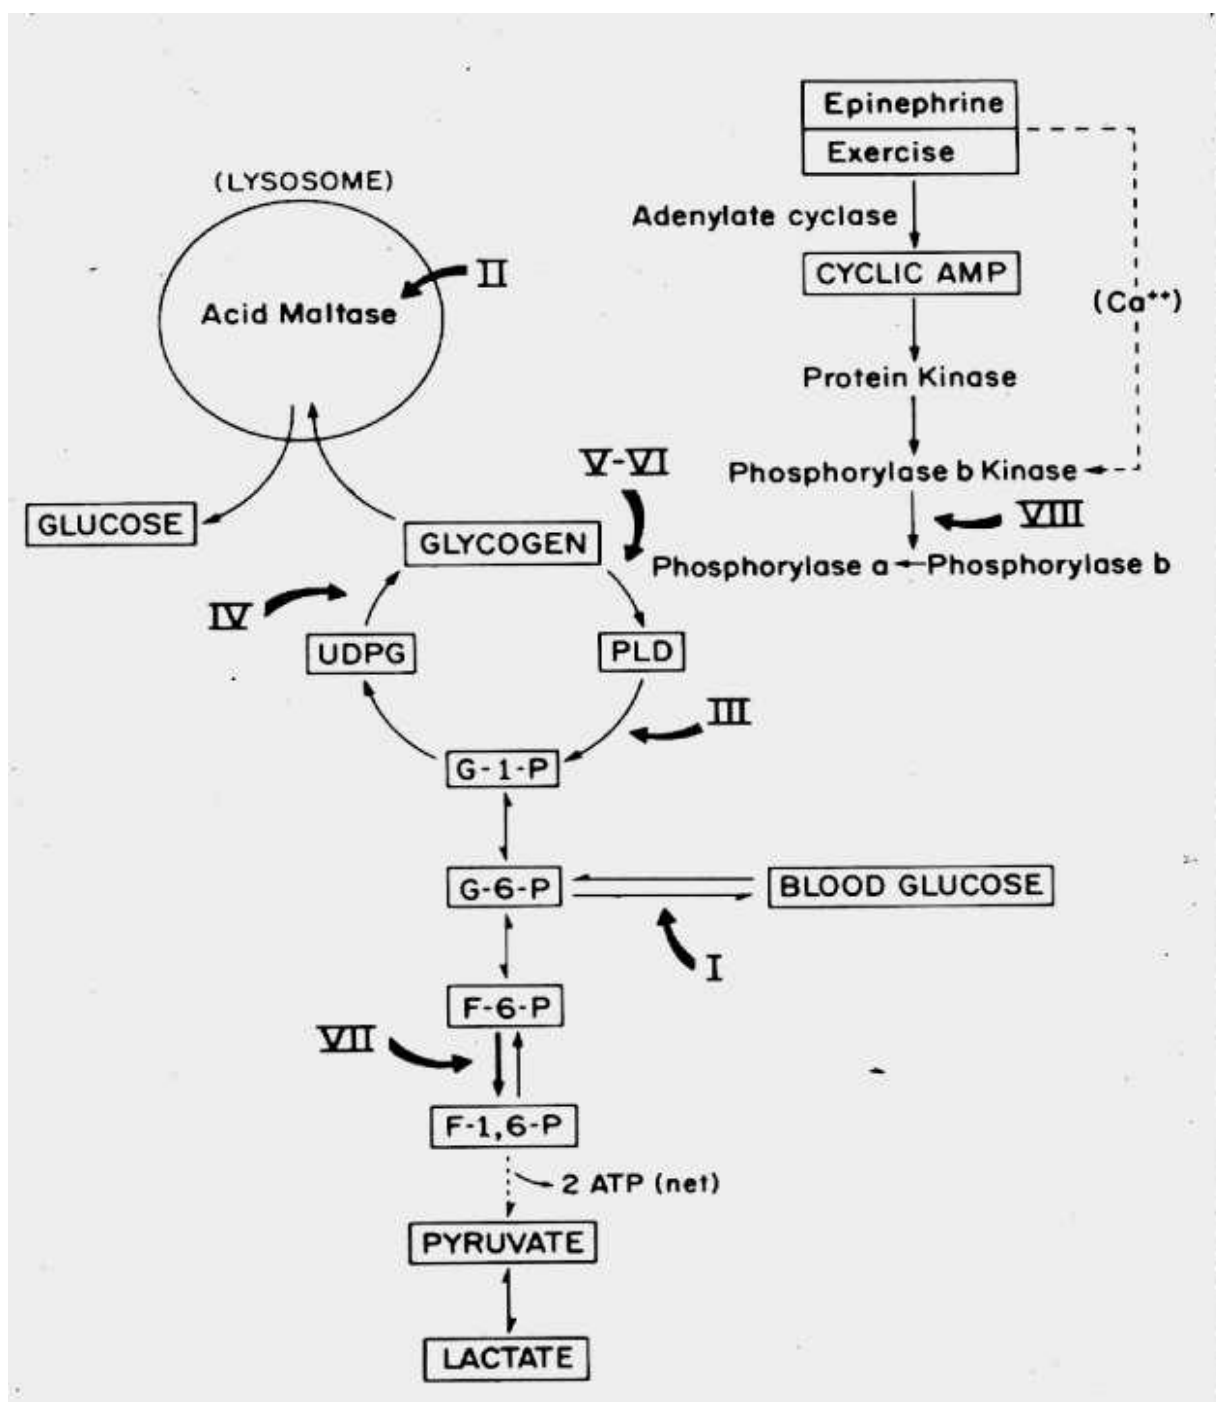 Epinephrine
Exercise
(LYSOSOME)
Adenylate cyclase
II
CYCLIC AMP
Acid Maltase
(Ca⁺⁺)
Protein Kinase
V-VI
Phosphorylase b Kinase
GLUCOSE
GLYCOGEN
VIII
Phosphorylase a
Phosphorylase b
IV
UDPG
PLD
III
G-1-P
G-6-P
BLOOD GLUCOSE
I
F-6-P
VII
F-1,6-P
2 ATP (net)
PYRUVATE
LACTATE